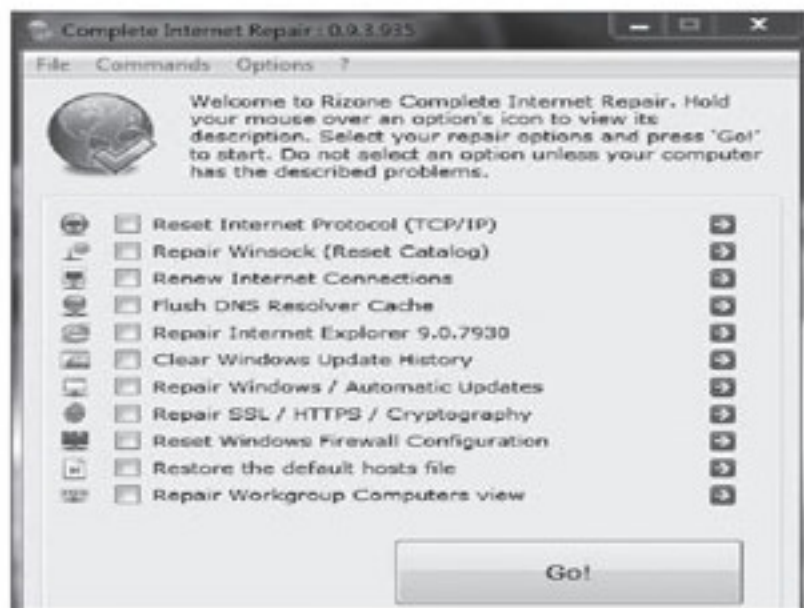 Complete Internet Repair : 0.9.3.935
File Commands Options ?
Welcome to Rizone Complete Internet Repair. Hold
your mouse over an option's icon to view its
description. Select your repair options and press 'Go!'
to start. Do not select an option unless your computer
has the described problems.
Reset Internet Protocol (TCP/IP)
Repair Winsock (Reset Catalog)
Renew Internet Connections
Flush DNS Resolver Cache
Repair Internet Explorer 9.0.7930
Clear Windows Update History
Repair Windows / Automatic Updates
Repair SSL / HTTPS / Cryptography
Reset Windows Firewall Configuration
Restore the default hosts file
Repair Workgroup Computers view
Go!